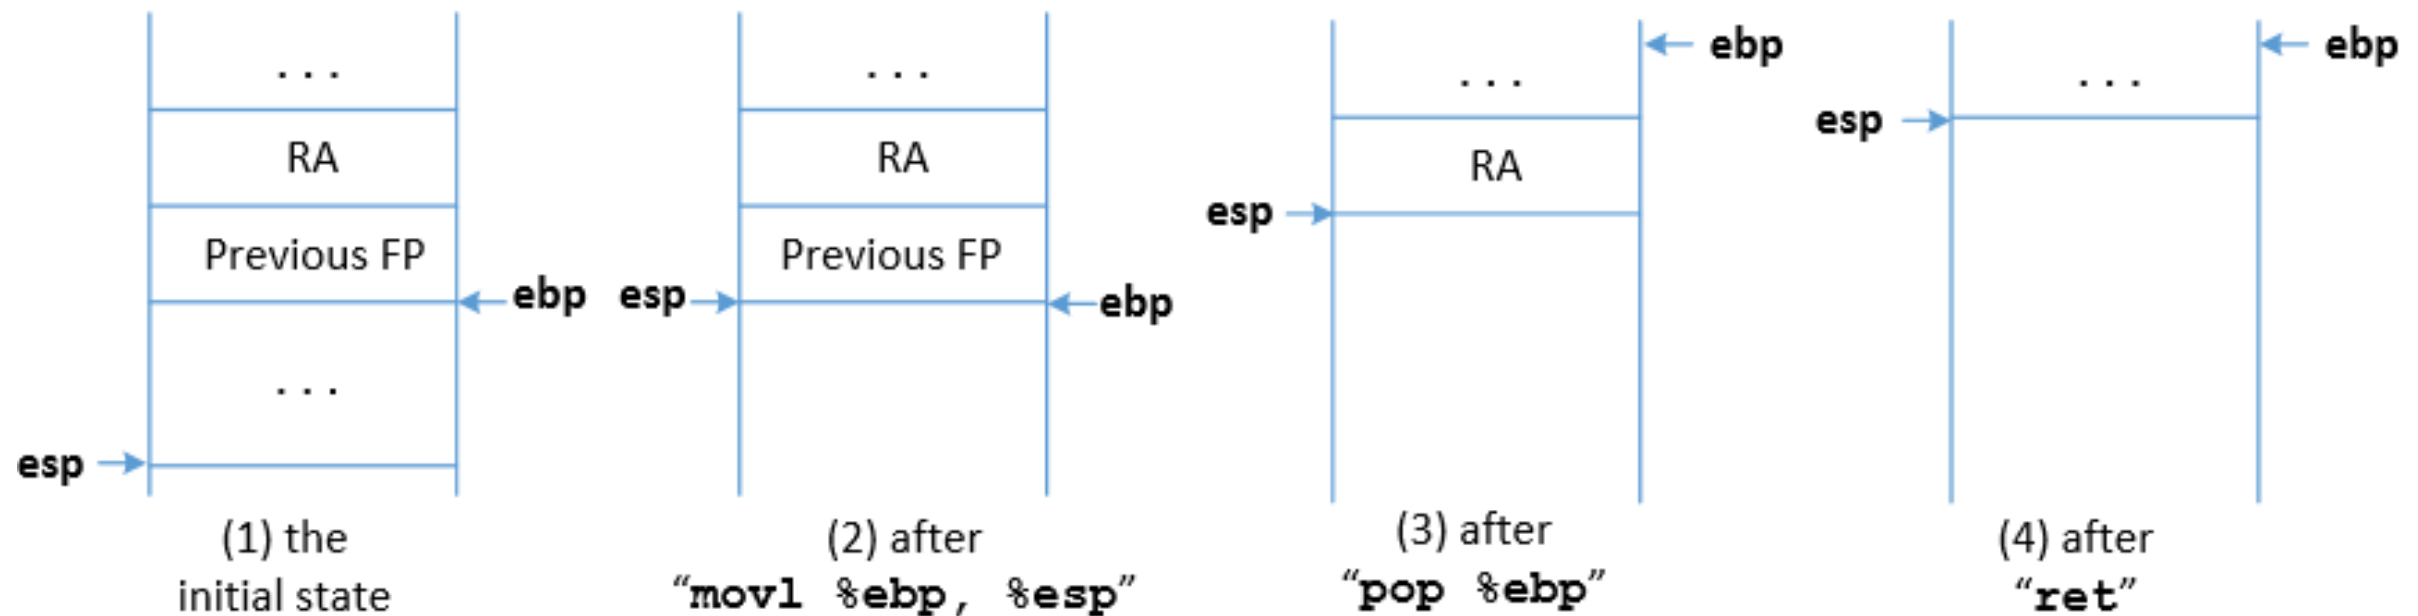 . . .
RA
Previous FP
ebp
. . .
esp
(1) the
initial state
. . .
RA
Previous FP
esp
ebp
(2) after
“movl %ebp, %esp”
ebp
. . .
RA
esp
(3) after
“pop %ebp”
ebp
. . .
esp
(4) after
“ret”